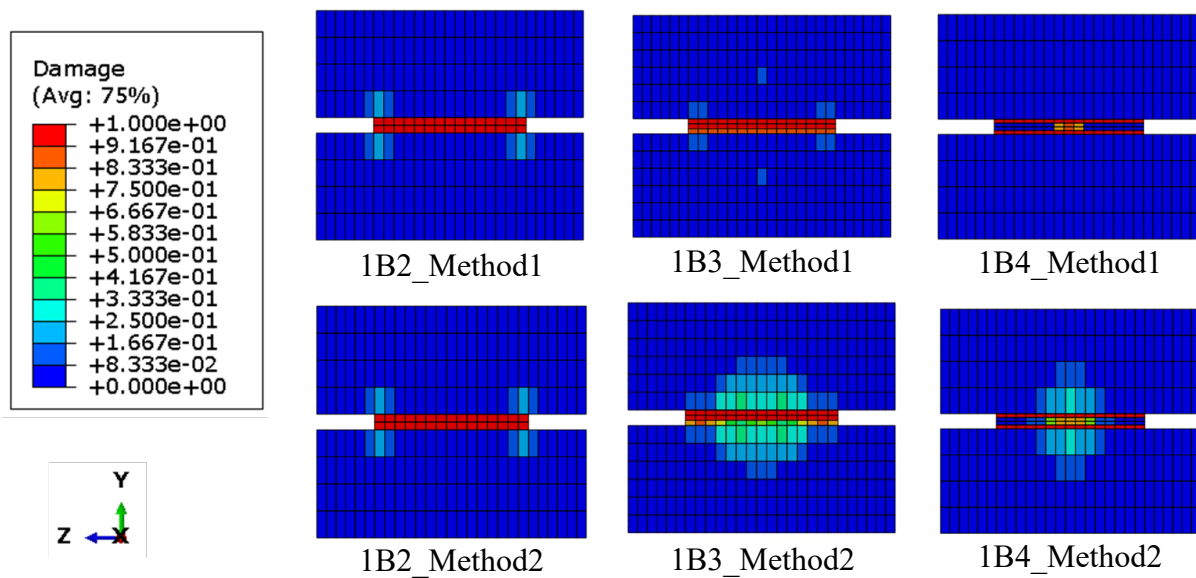 Damage
(Avg: 75%)
+1.000e+00
+9.167e-01
+8.333e-01
+7.500e-01
+6.667e-01
+5.833e-01
+5.000e-01
+4.167e-01
+3.333e-01
+2.500e-01
+1.667e-01
+8.333e-02
+0.000e+00
1B2_Method1
1B3_Method1
1B4_Method1
Y
Z
X
1B2_Method2
1B3_Method2
1B4_Method2